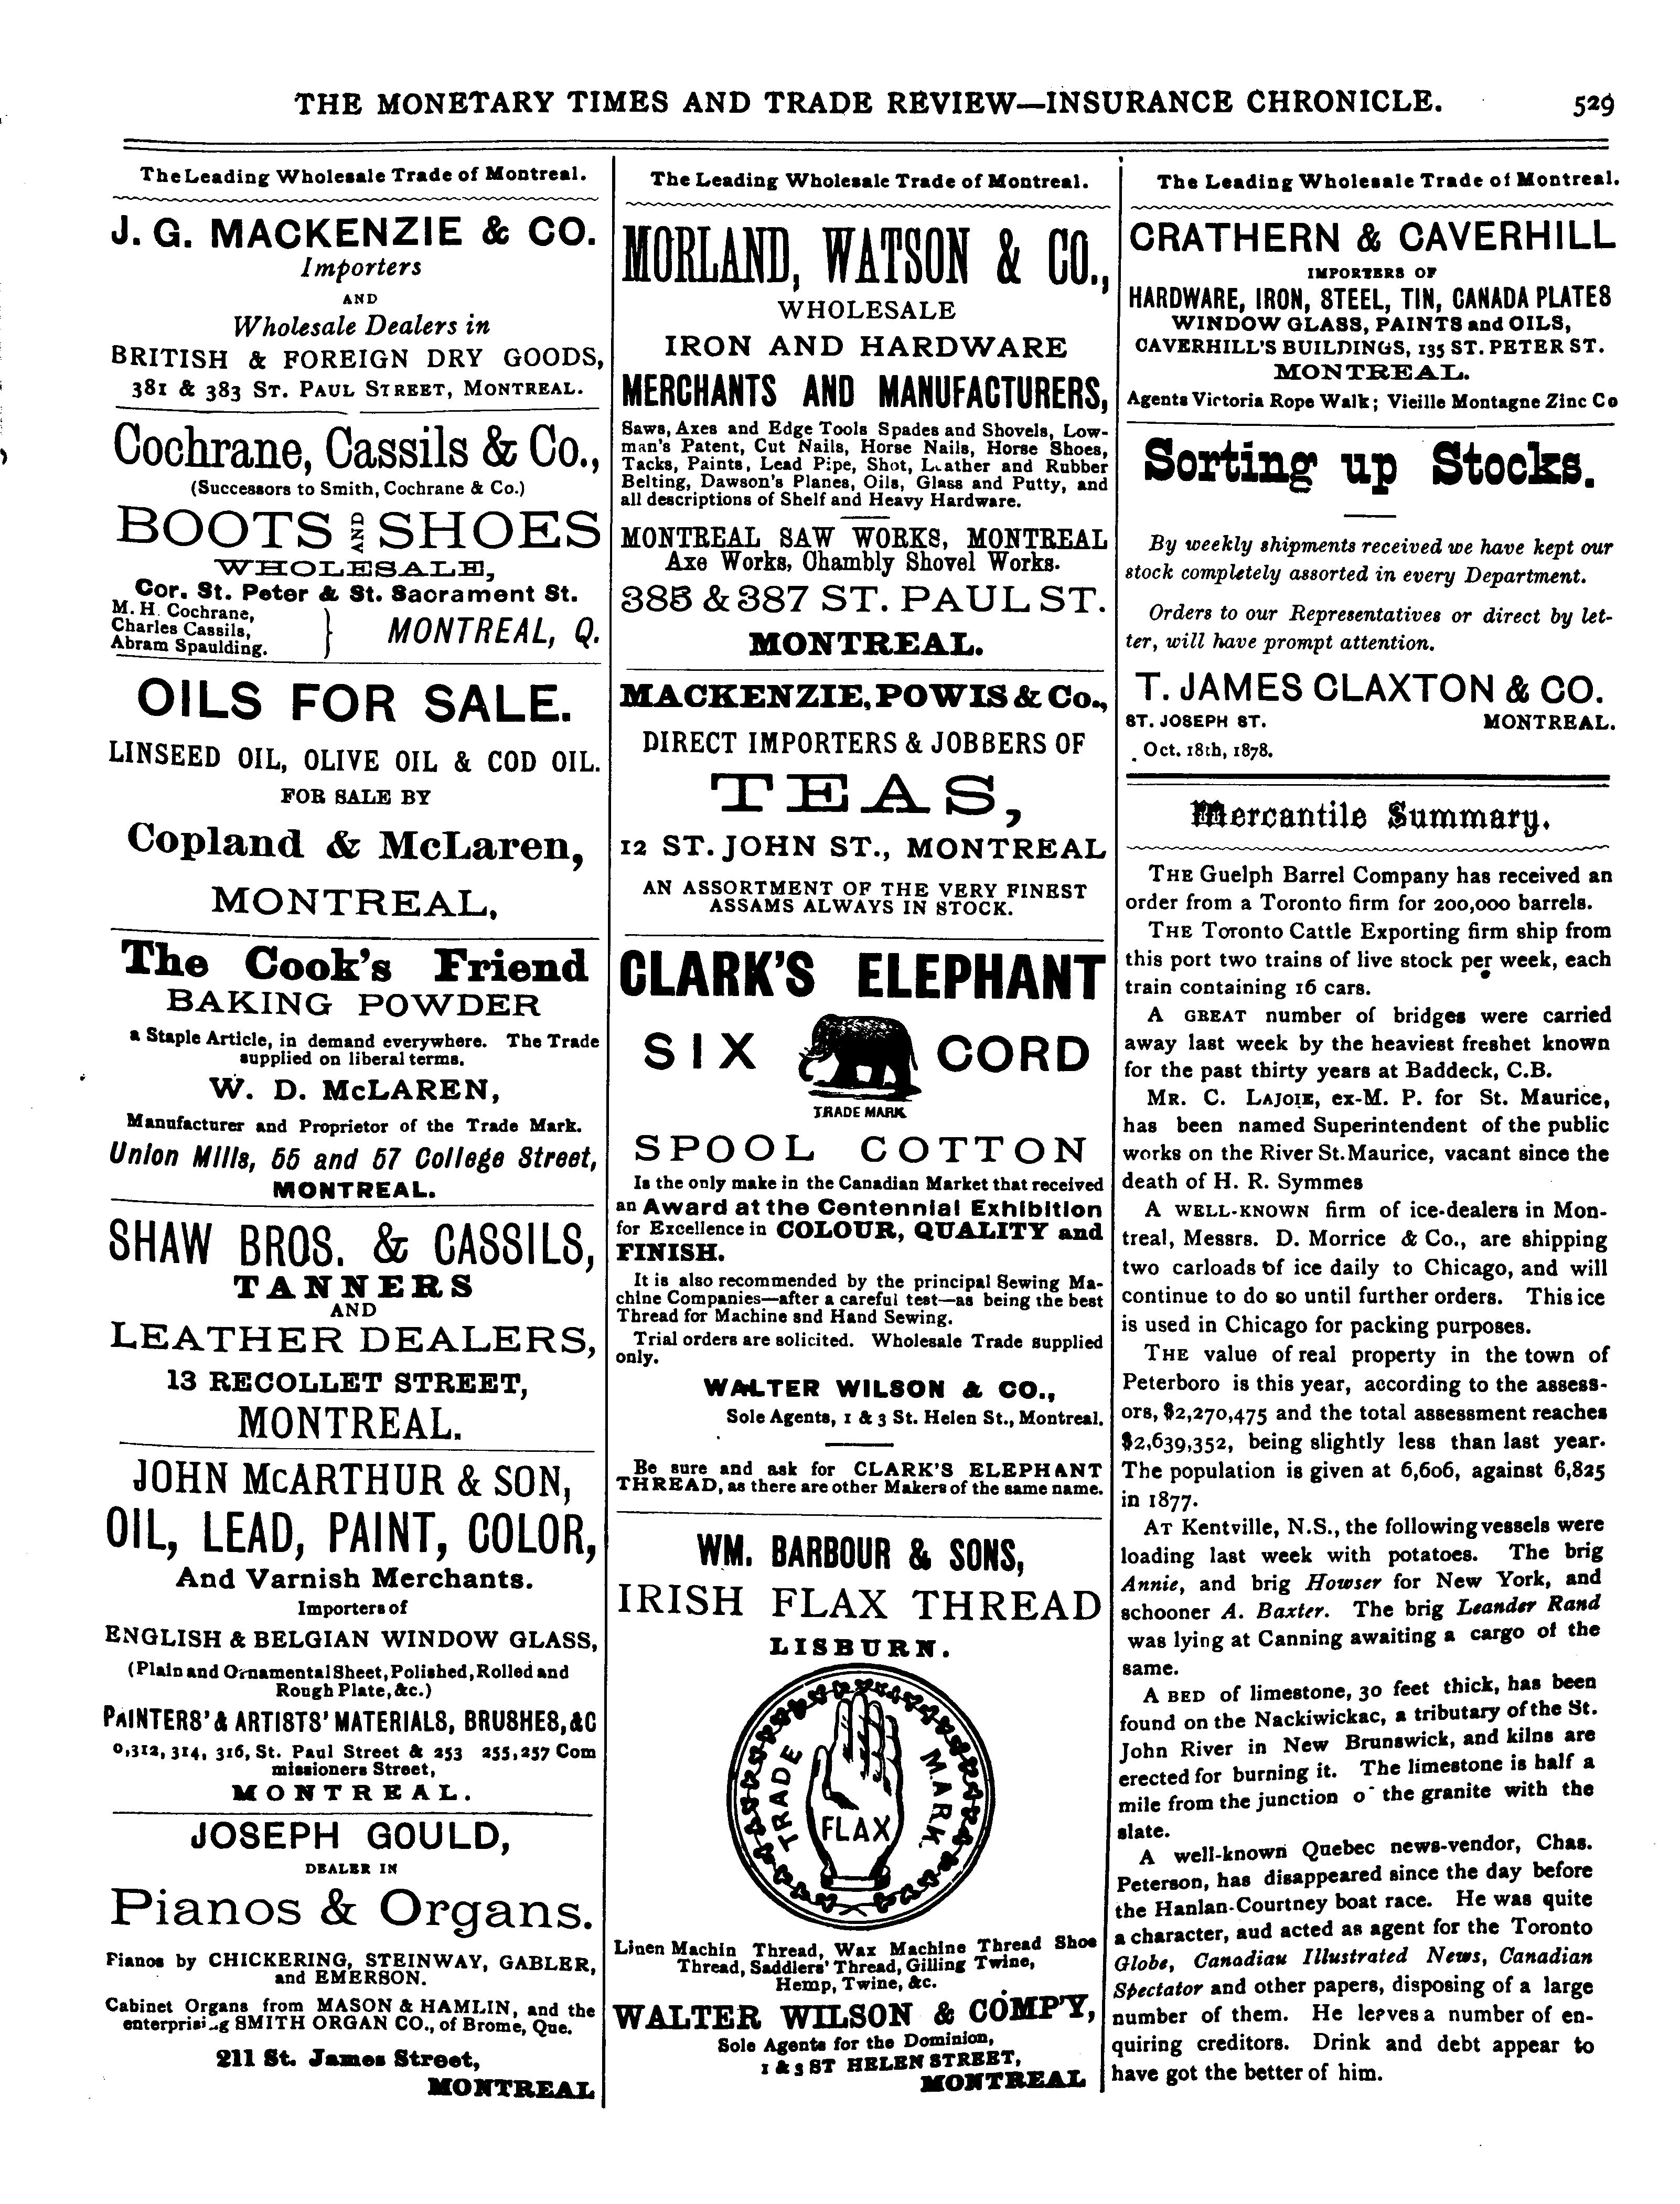 THE MONETARY TIMES AND TRADE REVIEW—INSURANCE CHRONICLE.
529
The Leading Wholesale Trade of Montreal.
J. G. MACKENZIE & CO.
Importers
AND
Wholesale Dealers in
BRITISH & FOREIGN DRY GOODS,
381 & 383 ST. PAUL STREET, MONTREAL.
Cochrane, Cassils & Co.,
(Successors to Smith, Cochrane & Co.)
BOOTS AND SHOES
WHOLESALE,
Cor. St. Peter & St. Sacrament St.
M. H. Cochrane,
Charles Cassils,
Abram Spaulding.
MONTREAL, Q.
OILS FOR SALE.
LINSEED OIL, OLIVE OIL & COD OIL.
FOR SALE BY
Copland & McLaren,
MONTREAL,
The Cook's Friend
BAKING POWDER
a Staple Article, in demand everywhere. The Trade
supplied on liberal terms.
W. D. McLAREN,
Manufacturer and Proprietor of the Trade Mark.
Union Mills, 55 and 57 College Street,
MONTREAL.
SHAW BROS. & CASSILS,
TANNERS
AND
LEATHER DEALERS,
13 RECOLLET STREET,
MONTREAL.
JOHN McARTHUR & SON,
OIL, LEAD, PAINT, COLOR,
And Varnish Merchants.
Importers of
ENGLISH & BELGIAN WINDOW GLASS,
(Plain and Ornamental Sheet, Polished, Rolled and
Rough Plate, &c.)
PAINTERS' & ARTISTS' MATERIALS, BRUSHES, &C
0, 312, 314, 316, St. Paul Street & 253 255, 257 Com
missioners Street,
MONTREAL.
JOSEPH GOULD,
DEALER IN
Pianos & Organs.
Pianos by CHICKERING, STEINWAY, GABLER,
and EMERSON.
Cabinet Organs from MASON & HAMLIN, and the
enterprising SMITH ORGAN CO., of Brome, Que.
211 St. James Street,
MONTREAL
The Leading Wholesale Trade of Montreal.
MORLAND, WATSON & CO.,
WHOLESALE
IRON AND HARDWARE
MERCHANTS AND MANUFACTURERS,
Saws, Axes and Edge Tools Spades and Shovels, Low-
man's Patent, Cut Nails, Horse Nails, Horse Shoes,
Tacks, Paints, Lead Pipe, Shot, Leather and Rubber
Belting, Dawson's Planes, Oils, Glass and Putty, and
all descriptions of Shelf and Heavy Hardware.
MONTREAL SAW WORKS, MONTREAL
Axe Works, Chambly Shovel Works.
385 & 387 ST. PAUL ST.
MONTREAL.
MACKENZIE, POWIS & Co.,
DIRECT IMPORTERS & JOBBERS OF
TEAS,
12 ST. JOHN ST., MONTREAL
AN ASSORTMENT OF THE VERY FINEST
ASSAMS ALWAYS IN STOCK.
CLARK'S ELEPHANT
SIX CORD
TRADE MARK
SPOOL COTTON
Is the only make in the Canadian Market that received
an Award at the Centennial Exhibition
for Excellence in COLOUR, QUALITY and
FINISH.
It is also recommended by the principal Sewing Ma-
chine Companies—after a careful test—as being the best
Thread for Machine snd Hand Sewing.
Trial orders are solicited. Wholesale Trade supplied
only.
WALTER WILSON & CO.,
Sole Agents, 1 & 3 St. Helen St., Montreal.
Be sure and ask for CLARK'S ELEPHANT
THREAD, as there are other Makers of the same name.
WM. BARBOUR & SONS,
IRISH FLAX THREAD
LISBURN.
TRADE MARK.
FLAX
Linen Machin Thread, Wax Machine Thread Shoe
Thread, Saddlers' Thread, Gilling Twine,
Hemp, Twine, &c.
WALTER WILSON & COMP'Y,
Sole Agents for the Dominion,
1 & 3 ST HELEN STREET,
MONTREAL
The Leading Wholesale Trade of Montreal.
CRATHERN & CAVERHILL
IMPORTERS OF
HARDWARE, IRON, STEEL, TIN, CANADA PLATES
WINDOW GLASS, PAINTS and OILS,
CAVERHILL'S BUILDINGS, 135 ST. PETER ST.
MONTREAL.
Agents Victoria Rope Walk; Vieille Montagne Zinc Co
Sorting up Stocks.
By weekly shipments received we have kept our
stock completely assorted in every Department.
Orders to our Representatives or direct by let-
ter, will have prompt attention.
T. JAMES CLAXTON & CO.
ST. JOSEPH ST. MONTREAL.
Oct. 18th, 1878.
Mercantile Summary.
THE Guelph Barrel Company has received an
order from a Toronto firm for 200,000 barrels.
THE Toronto Cattle Exporting firm ship from
this port two trains of live stock per week, each
train containing 16 cars.
A GREAT number of bridges were carried
away last week by the heaviest freshet known
for the past thirty years at Baddeck, C.B.
MR. C. LAJOIE, ex-M. P. for St. Maurice,
has been named Superintendent of the public
works on the River St. Maurice, vacant since the
death of H. R. Symmes
A WELL-KNOWN firm of ice-dealers in Mon-
treal, Messrs. D. Morrice & Co., are shipping
two carloads of ice daily to Chicago, and will
continue to do so until further orders. This ice
is used in Chicago for packing purposes.
THE value of real property in the town of
Peterboro is this year, according to the assess-
ors, $2,270,475 and the total assessment reaches
$2,639,352, being slightly less than last year.
The population is given at 6,606, against 6,825
in 1877.
AT Kentville, N.S., the following vessels were
loading last week with potatoes. The brig
Annie, and brig Howser for New York, and
schooner A. Baxter. The brig Leander Rand
was lying at Canning awaiting a cargo of the
same.
A BED of limestone, 30 feet thick, has been
found on the Nackiwickac, a tributary of the St.
John River in New Brunswick, and kilns are
erected for burning it. The limestone is half a
mile from the junction o the granite with the
slate.
A well-known Quebec news-vendor, Chas.
Peterson, has disappeared since the day before
the Hanlan-Courtney boat race. He was quite
a character, aud acted as agent for the Toronto
Globe, Canadian Illustrated News, Canadian
Spectator and other papers, disposing of a large
number of them. He leaves a number of en-
quiring creditors. Drink and debt appear to
have got the better of him.